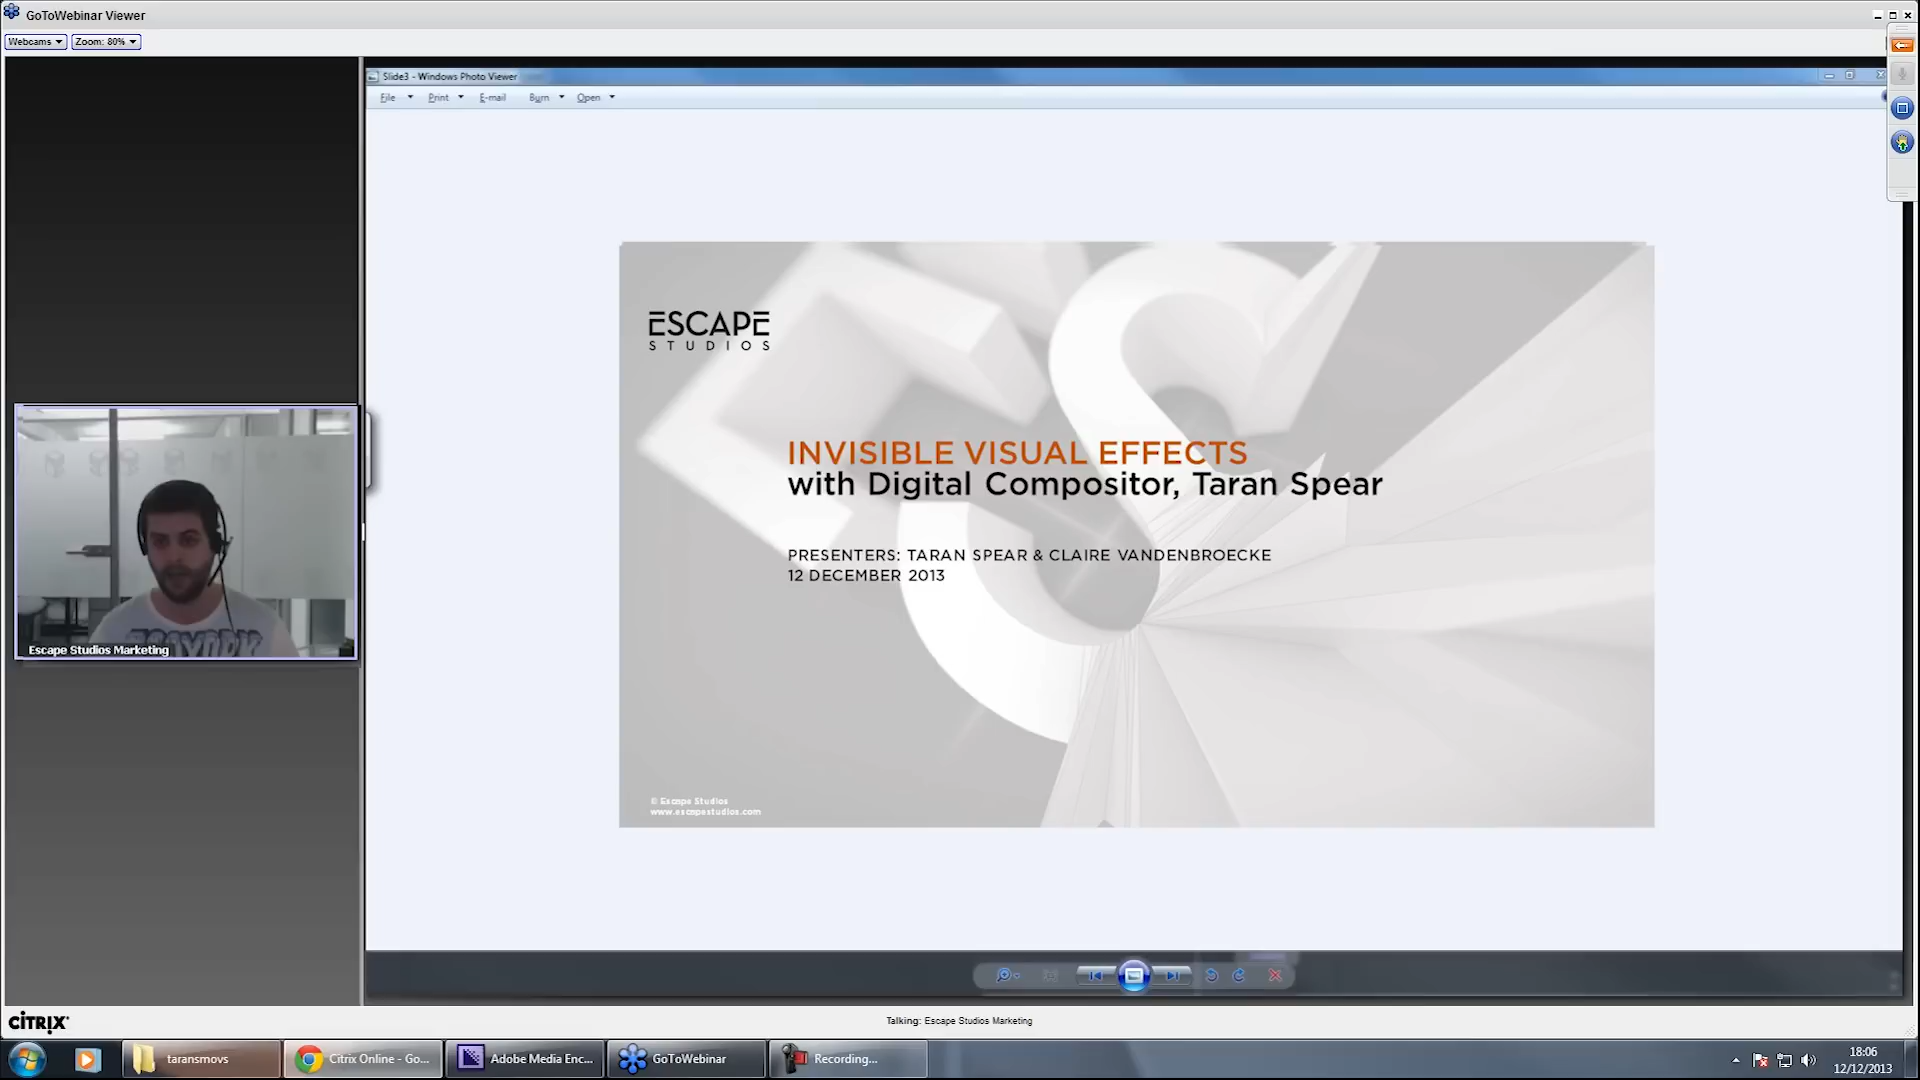 GoToWebinar Viewer
Webcams
Zoom: 80%
Slide3 - Windows Photo Viewer
File Print E-mail Burn Open
ESCAPE
STUDIOS
INVISIBLE VISUAL EFFECTS
with Digital Compositor, Taran Spear
PRESENTERS: TARAN SPEAR & CLAIRE VANDENBROECKE
12 DECEMBER 2013
Escape Studios Marketing
© Escape Studios
www.escapestudios.com
CİTRIX
Talking: Escape Studios Marketing
taransmovs
Citrix Online - Go...
Adobe Media Enc...
GoToWebinar
Recording...
18:06
12/12/2013